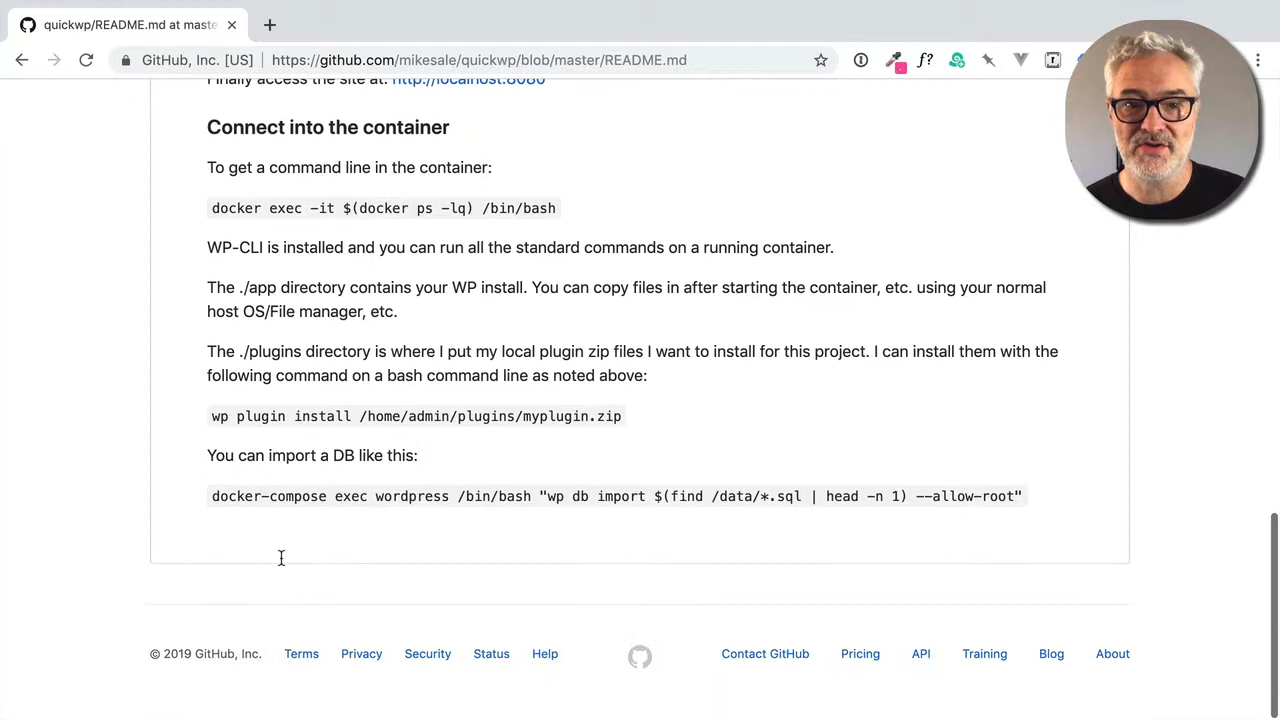 quickwp/README.md at maste
GitHub, Inc. [US]
https://github.com/mikesale/quickwp/blob/master/README.md
Finally access the site at: http://localhost:8080
Connect into the container
To get a command line in the container:
docker exec -it $(docker ps -lq) /bin/bash
WP-CLI is installed and you can run all the standard commands on a running container.
The ./app directory contains your WP install. You can copy files in after starting the container, etc. using your normal
host OS/File manager, etc.
The ./plugins directory is where I put my local plugin zip files I want to install for this project. I can install them with the
following command on a bash command line as noted above:
wp plugin install /home/admin/plugins/myplugin.zip
You can import a DB like this:
docker-compose exec wordpress /bin/bash "wp db import $(find /data/*.sql | head -n 1) --allow-root"
© 2019 GitHub, Inc. Terms Privacy Security Status Help Contact GitHub Pricing API Training Blog About